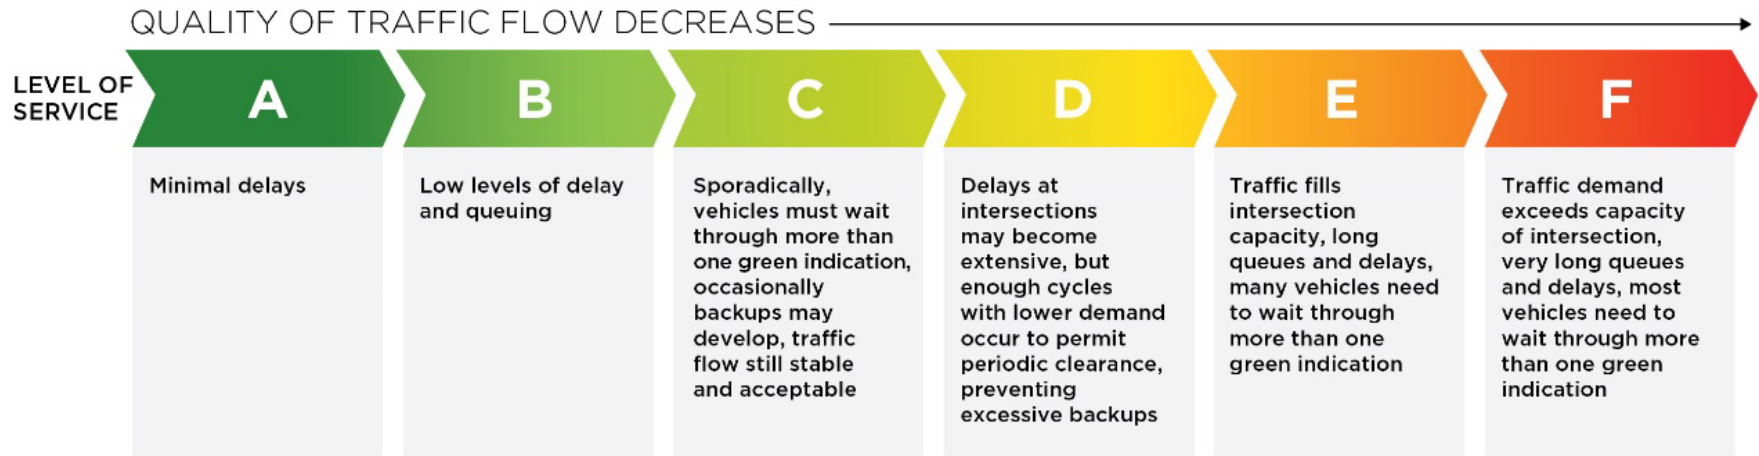 QUALITY OF TRAFFIC FLOW DECREASES
LEVEL OF
SERVICE
A
B
C
D
E
F
Minimal delays
Low levels of delay
and queuing
Sporadically,
vehicles must wait
through more than
one green indication,
occasionally
backups may
develop, traffic
flow still stable
and acceptable
Delays at
intersections
may become
extensive, but
enough cycles
with lower demand
occur to permit
periodic clearance,
preventing
excessive backups
Traffic fills
intersection
capacity, long
queues and delays,
many vehicles need
to wait through
more than one
green indication
Traffic demand
exceeds capacity
of intersection,
very long queues
and delays, most
vehicles need to
wait through more
than one green
indication